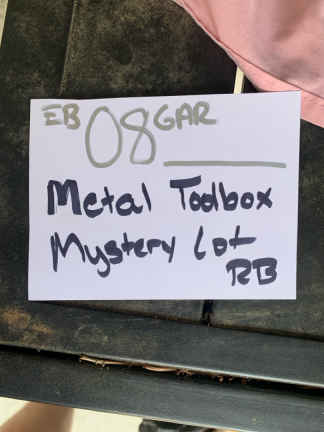 EB 08 GAR
Metal Toolbox
Mystery Lot
RB